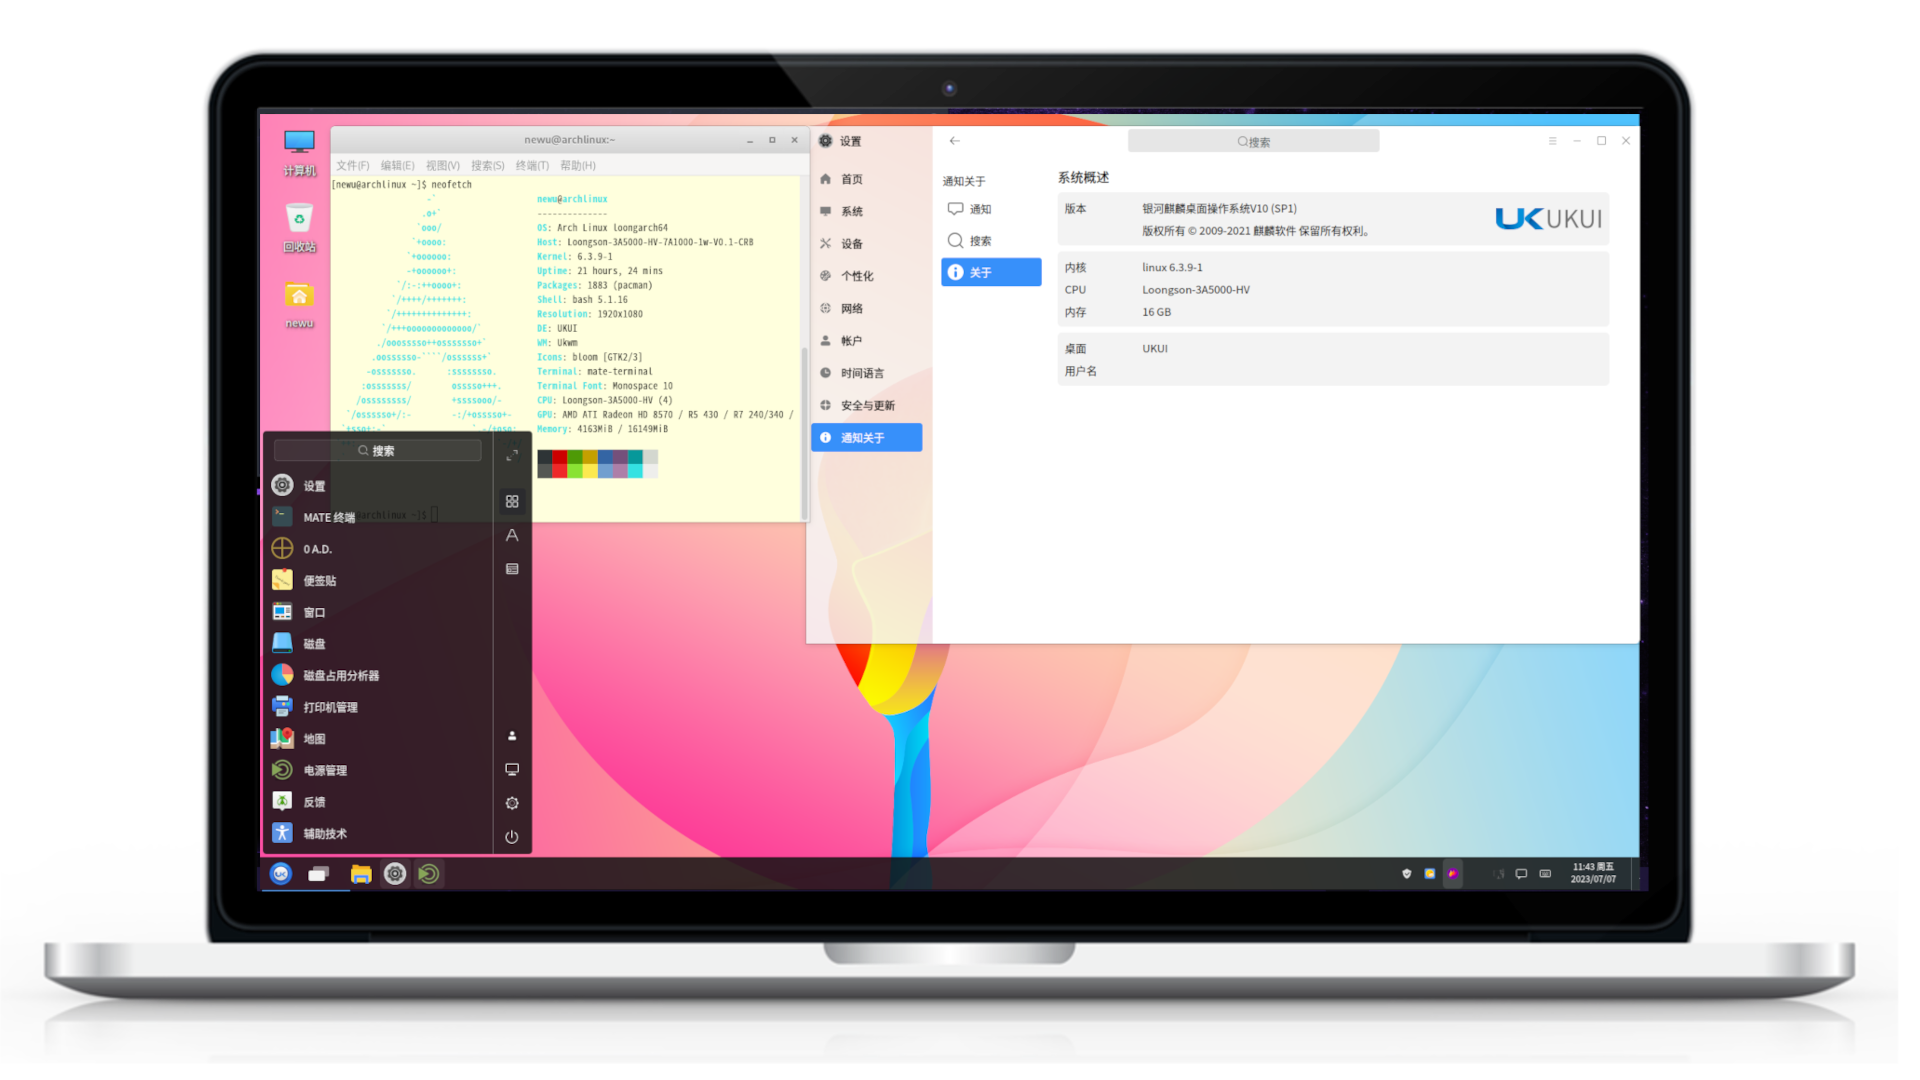 计算机
回收站
newu
newu@archlinux:~
文件(F) 编辑(E) 视图(V) 搜索(S) 终端(T) 帮助(H)
[newu@archlinux ~]$ neofetch
newu@archlinux
--------------
OS: Arch Linux loongarch64
Host: Loongson-3A5000-HV-7A1000-1w-V0.1-CRB
Kernel: 6.3.9-1
Uptime: 21 hours, 24 mins
Packages: 1883 (pacman)
Shell: bash 5.1.16
Resolution: 1920x1080
DE: UKUI
WM: Ukwm
Icons: bloom [GTK2/3]
Terminal: mate-terminal
Terminal Font: Monospace 10
CPU: Loongson-3A5000-HV (4)
GPU: AMD ATI Radeon HD 8570 / R5 430 / R7 240/340 /
Memory: 4163MiB / 16149MiB
搜索
设置
MATE 终端
0 A.D.
便签贴
窗口
磁盘
磁盘占用分析器
打印机管理
地图
电源管理
反馈
辅助技术
设置
首页
系统
设备
个性化
网络
帐户
时间语言
安全与更新
通知关于
搜索
通知关于
通知
搜索
关于
系统概述
版本 银河麒麟桌面操作系统V10 (SP1)
版权所有 © 2009-2021 麒麟软件 保留所有权利。
UK UKUI
内核 linux 6.3.9-1
CPU Loongson-3A5000-HV
内存 16 GB
桌面 UKUI
用户名
11:43 周五
2023/07/07